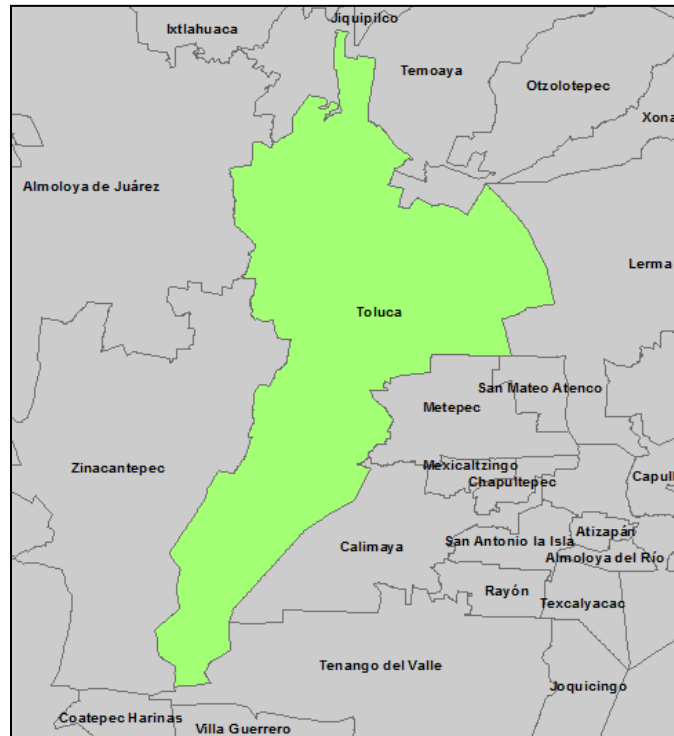 Jiquipilco
Ixtlahuaca
Temoaya
Otzolotepec
Xona
Almoloya de Juárez
Lerma
Toluca
San Mateo Atenco
Metepec
Zinacantepec
Mexicaltzingo
Capull
Chapultepec
Atizapán
San Antonio la Isla
Calimaya
Almoloya del Río
Rayón
Texcalyacac
Tenango del Valle
Joquicingo
Coatepec Harinas
Villa Guerrero